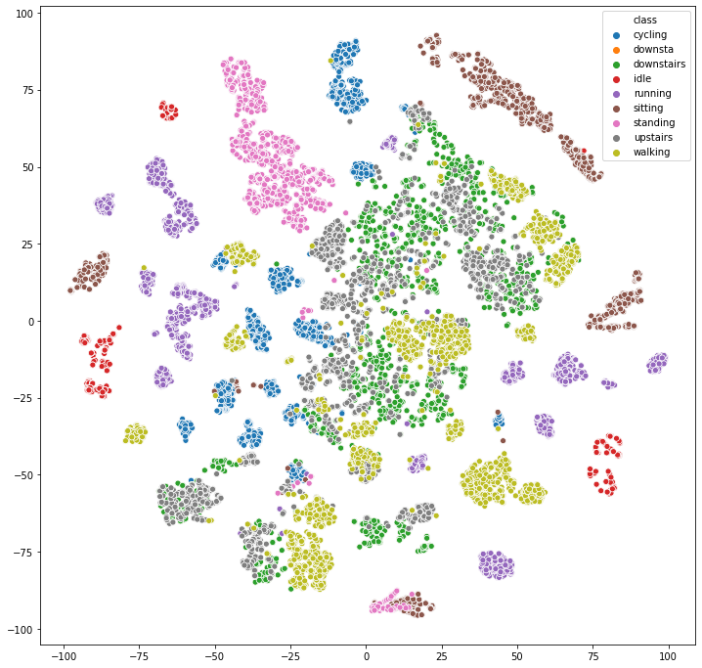 class
cycling
downsta
downstairs
idle
running
sitting
standing
upstairs
walking
100
75
50
25
0
−25
−50
−75
−100
−100 −75 −50 −25 0 25 50 75 100